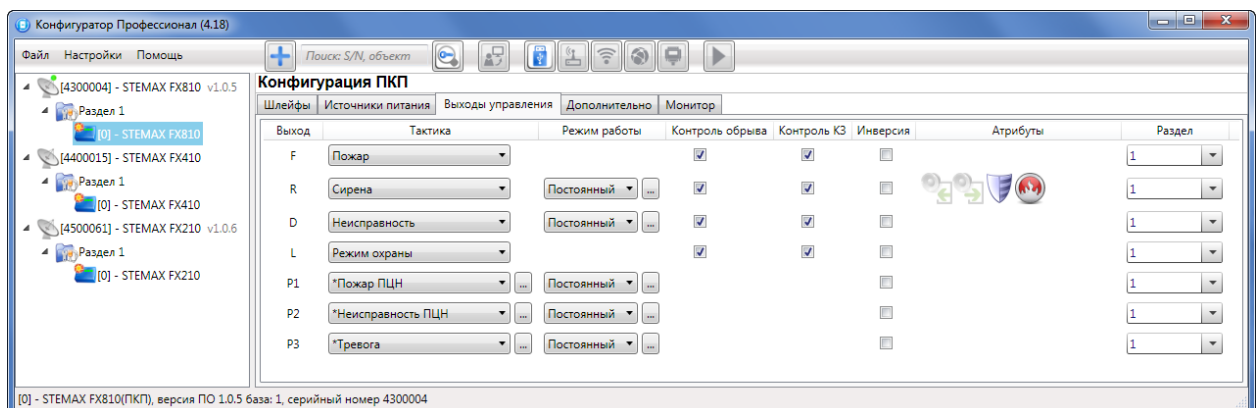 Конфигуратор Профессионал (4.18)
Файл Настройки Помощь Поиск: S/N, объект
[4300004] - STEMAX FX810 v1.0.5
Раздел 1
[0] - STEMAX FX810
[4400015] - STEMAX FX410
Раздел 1
[0] - STEMAX FX410
[4500061] - STEMAX FX210 v1.0.6
Раздел 1
[0] - STEMAX FX210
Конфигурация ПКП
Шлейфы Источники питания Выходы управления Дополнительно Монитор
Выход Тактика Режим работы Контроль обрыва Контроль КЗ Инверсия Атрибуты Раздел
F Пожар 1
R Сирена Постоянный ... 1
D Неисправность Постоянный ... 1
L Режим охраны 1
P1 *Пожар ПЦН ... Постоянный ... 1
P2 *Неисправность ПЦН ... Постоянный ... 1
P3 *Тревога ... Постоянный ... 1
[0] - STEMAX FX810(ПКП), версия ПО 1.0.5 база: 1, серийный номер 4300004